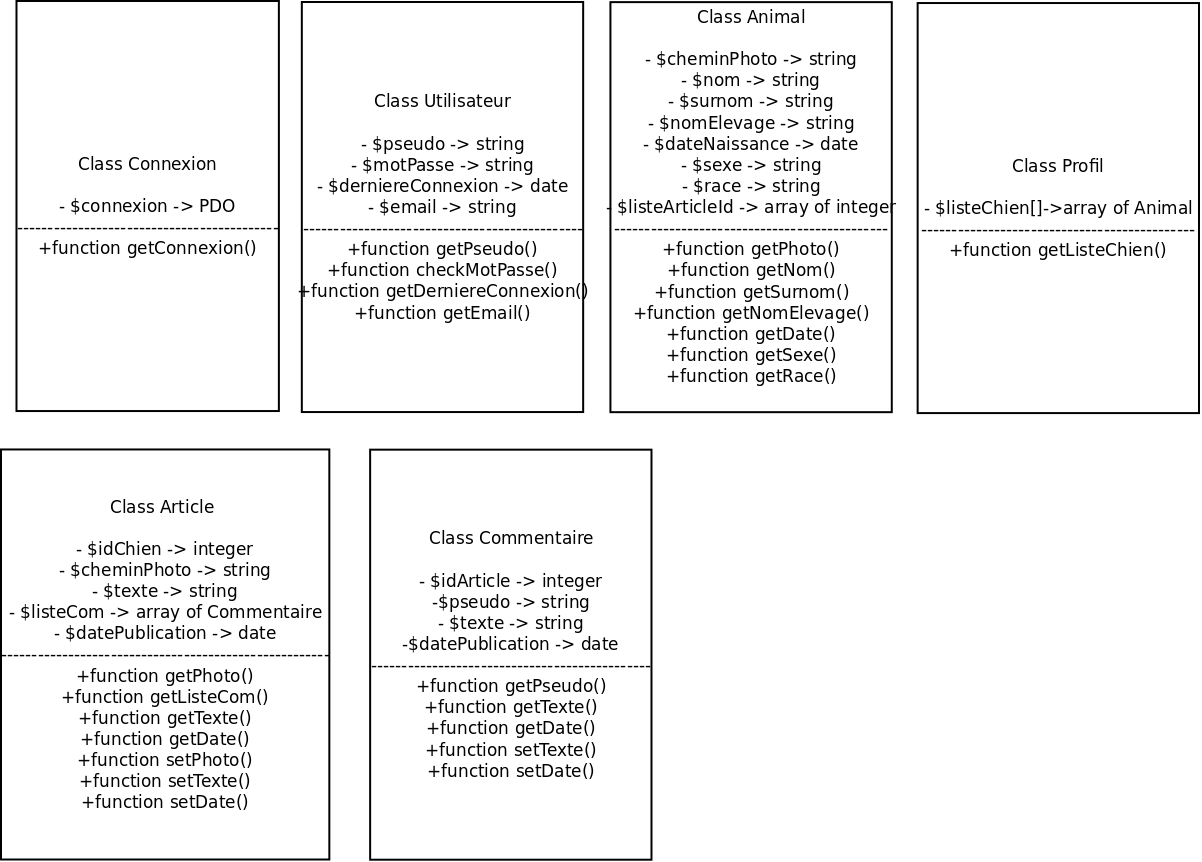 Class Connexion
- $connexion -> PDO
+function getConnexion()
Class Utilisateur
- $pseudo -> string
- $motPasse -> string
- $derniereConnexion -> date
- $email -> string
+function getPseudo()
+function checkMotPasse()
+function getDerniereConnexion()
+function getEmail()
Class Animal
- $cheminPhoto -> string
- $nom -> string
- $surnom -> string
- $nomElevage -> string
- $dateNaissance -> date
- $sexe -> string
- $race -> string
- $listeArticleId -> array of integer
+function getPhoto()
+function getNom()
+function getSurnom()
+function getNomElevage()
+function getDate()
+function getSexe()
+function getRace()
Class Profil
- $listeChien[]->array of Animal
+function getListeChien()
Class Article
- $idChien -> integer
- $cheminPhoto -> string
- $texte -> string
- $listeCom -> array of Commentaire
- $datePublication -> date
+function getPhoto()
+function getListeCom()
+function getTexte()
+function getDate()
+function setPhoto()
+function setTexte()
+function setDate()
Class Commentaire
- $idArticle -> integer
-$pseudo -> string
- $texte -> string
-$datePublication -> date
+function getPseudo()
+function getTexte()
+function getDate()
+function setTexte()
+function setDate()